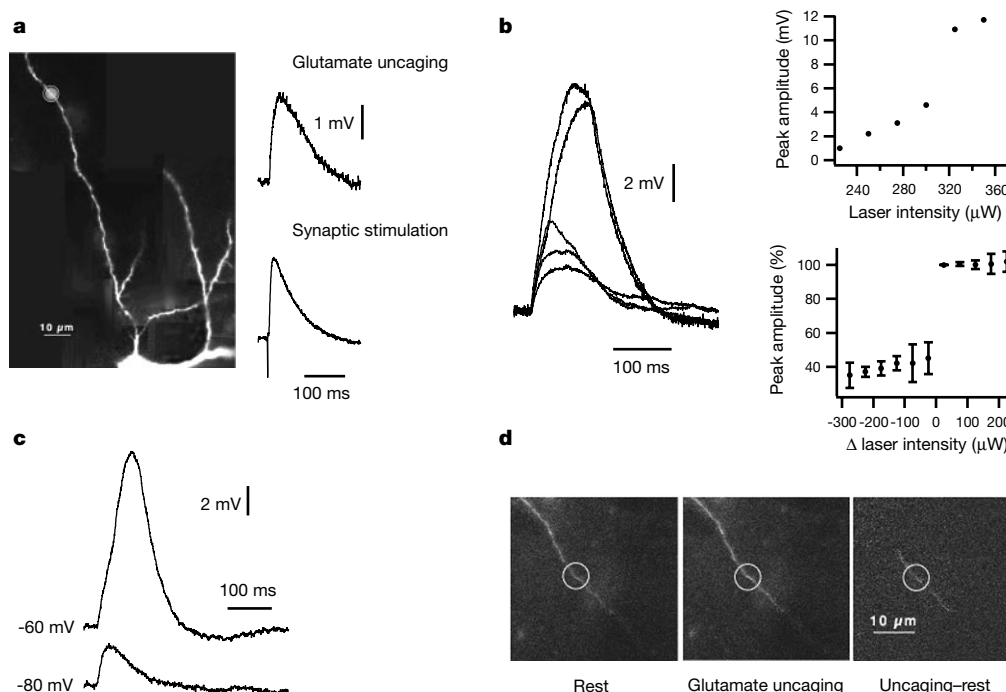 a
Glutamate uncaging
1 mV
Synaptic stimulation
10 µm
100 ms
b
2 mV
100 ms
Peak amplitude (mV)
12
10
8
6
4
2
0
240 280 320 360
Laser intensity (µW)
Peak amplitude (%)
100
80
60
40
-300 -200 -100 0 100 200
Δ laser intensity (µW)
c
2 mV
100 ms
-60 mV
-80 mV
d
10 µm
Rest
Glutamate uncaging
Uncaging–rest